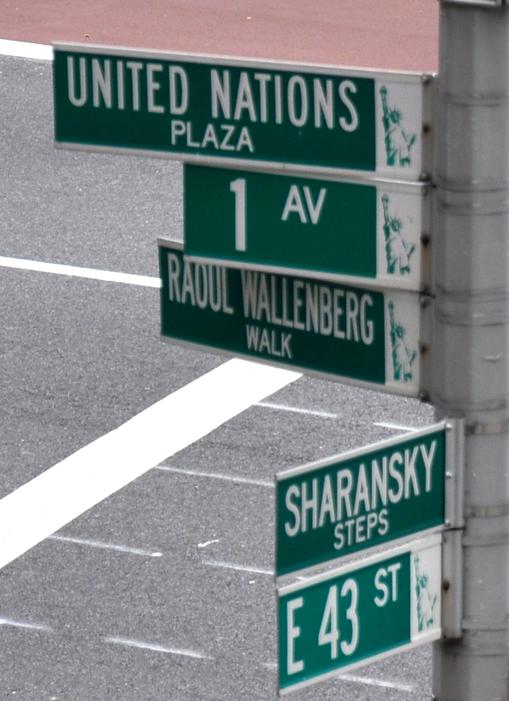 UNITED NATIONS
PLAZA
1 AV
RAOUL WALLENBERG
WALK
SHARANSKY
STEPS
E 43 ST